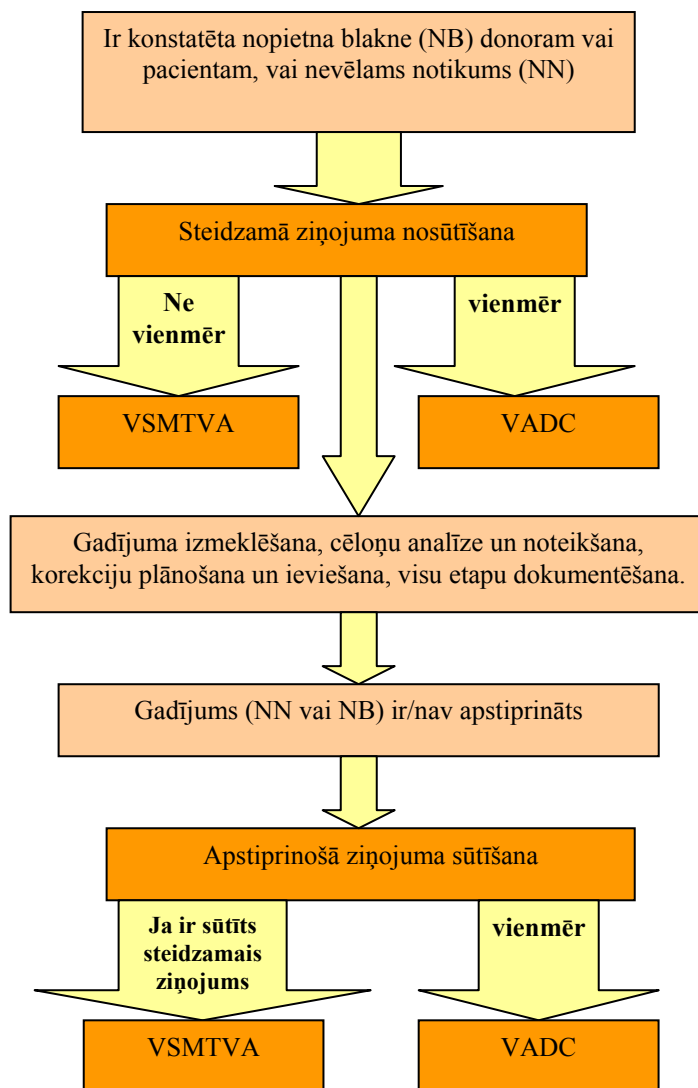 Ir konstatēta nopietna blakne (NB) donoram vai
pacientam, vai nevēlams notikums (NN)
Steidzamā ziņojuma nosūtīšana
Ne
vienmēr
vienmēr
VSMTVA
VADC
Gadījuma izmeklēšana, cēloņu analīze un noteikšana,
korekciju plānošana un ieviešana, visu etapu dokumentēšana.
Gadījums (NN vai NB) ir/nav apstiprināts
Apstiprinošā ziņojuma sūtīšana
Ja ir sūtīts
steidzamais
ziņojums
vienmēr
VSMTVA
VADC